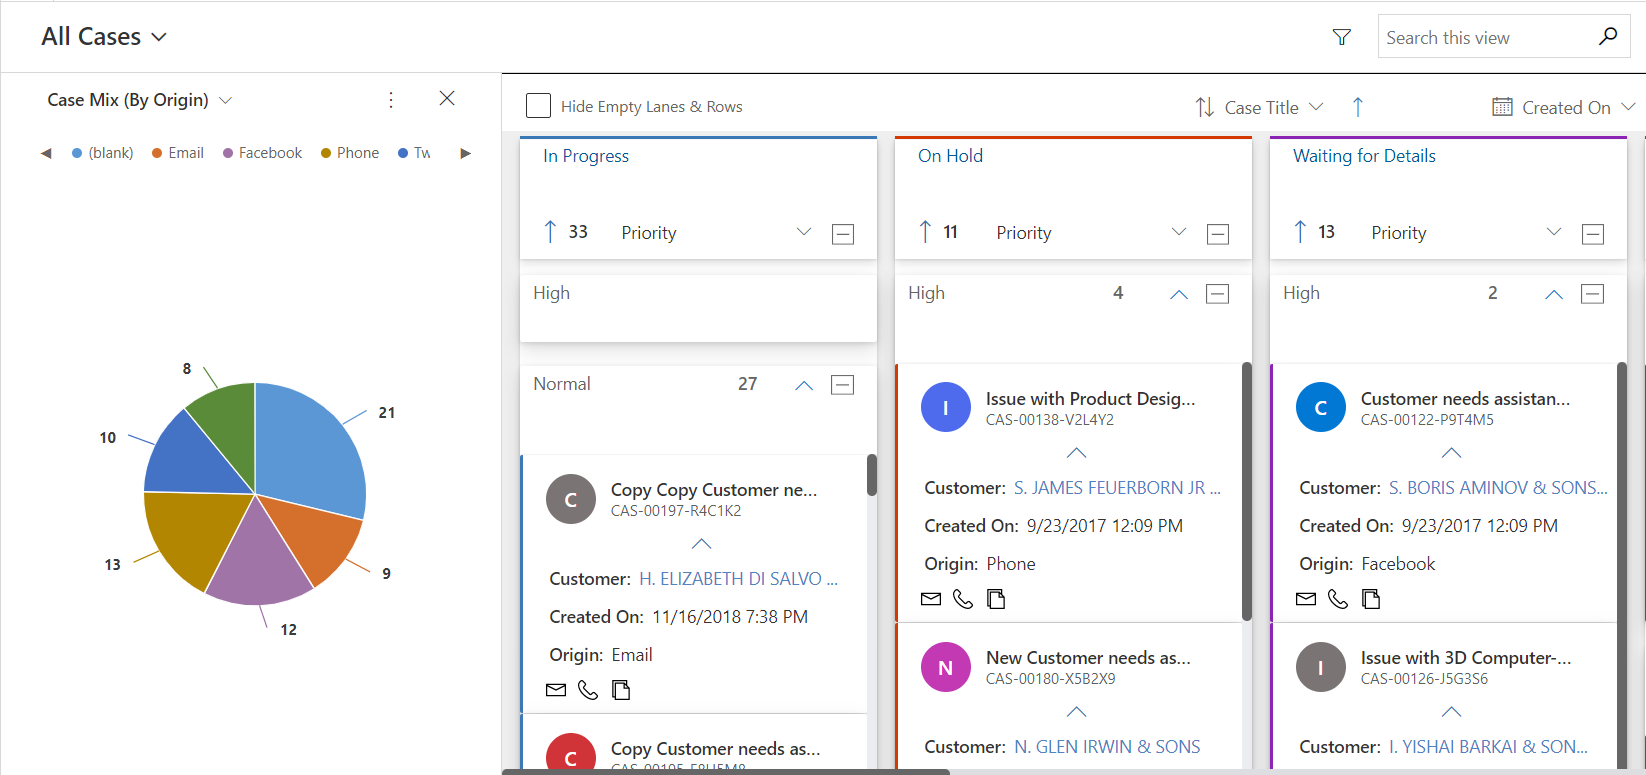 All Cases
Search this view
Case Mix (By Origin)
(blank) Email Facebook Phone Tw
8
21
10
13
9
12
Hide Empty Lanes & Rows
Case Title
Created On
In Progress
33 Priority
High
Normal 27
C
Copy Copy Customer ne...
CAS-00197-R4C1K2
Customer: H. ELIZABETH DI SALVO ...
Created On: 11/16/2018 7:38 PM
Origin: Email
C
Copy Customer needs as...
On Hold
11 Priority
High 4
I
Issue with Product Desig...
CAS-00138-V2L4Y2
Customer: S. JAMES FEUERBORN JR ...
Created On: 9/23/2017 12:09 PM
Origin: Phone
N
New Customer needs as...
CAS-00180-X5B2X9
Customer: N. GLEN IRWIN & SONS
Waiting for Details
13 Priority
High 2
C
Customer needs assistan...
CAS-00122-P9T4M5
Customer: S. BORIS AMINOV & SONS...
Created On: 9/23/2017 12:09 PM
Origin: Facebook
I
Issue with 3D Computer-...
CAS-00126-J5G3S6
Customer: I. YISHAI BARKAI & SON...